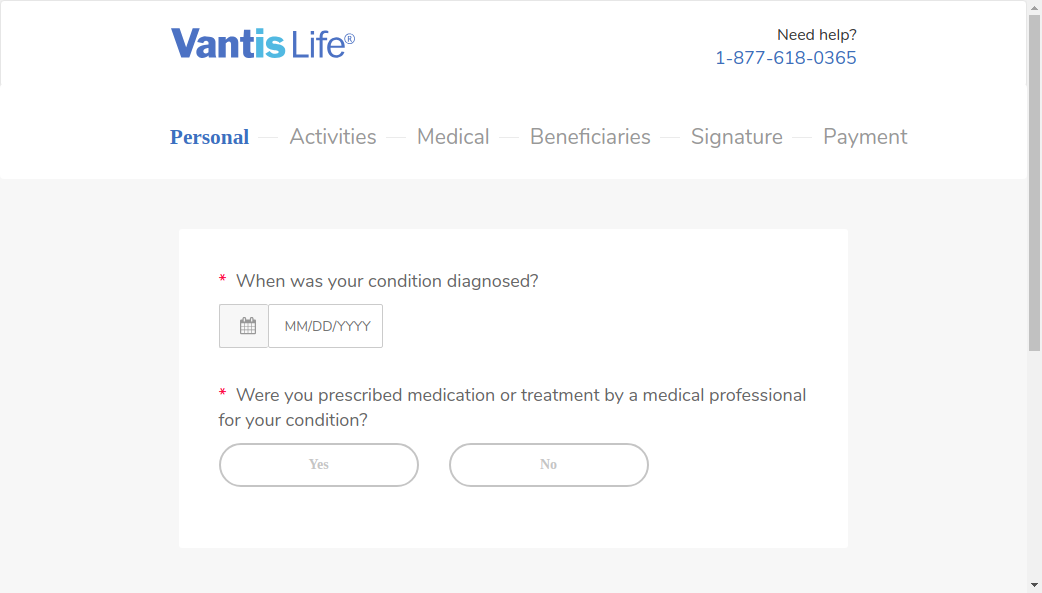 Vantis Life®
Need help?
1-877-618-0365
Personal Activities Medical Beneficiaries Signature Payment
* When was your condition diagnosed?
MM/DD/YYYY
* Were you prescribed medication or treatment by a medical professional
for your condition?
Yes No